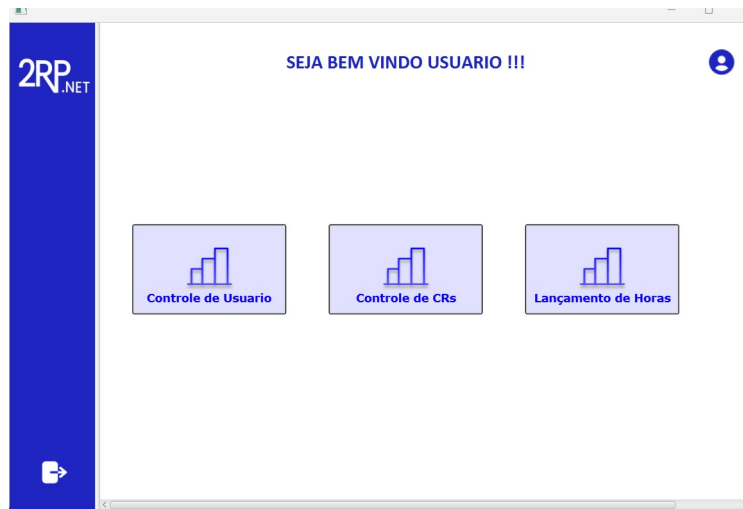 2RP
.NET
SEJA BEM VINDO USUARIO !!!
Controle de Usuario
Controle de CRs
Lançamento de Horas